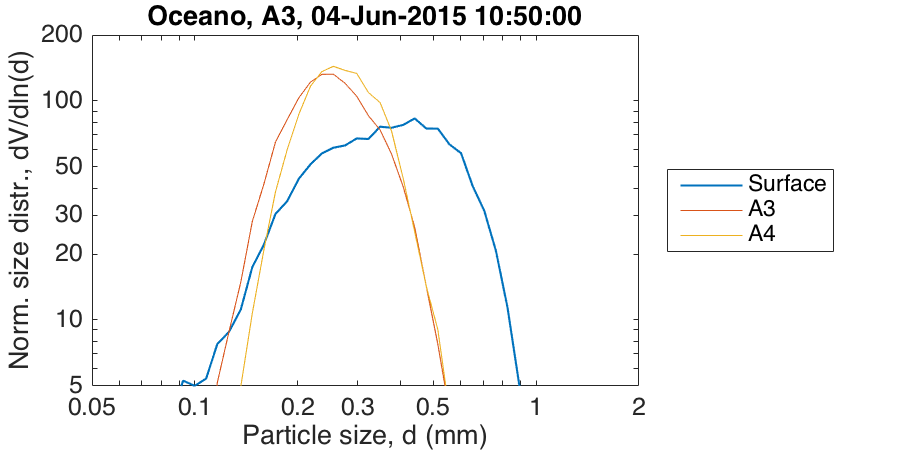 Oceano, A3, 04-Jun-2015 10:50:00
Norm. size distr., dV/dln(d)
200
100
50
30
20
10
5
0.05 0.1 0.2 0.3 0.5 1 2
Particle size, d (mm)
Surface
A3
A4